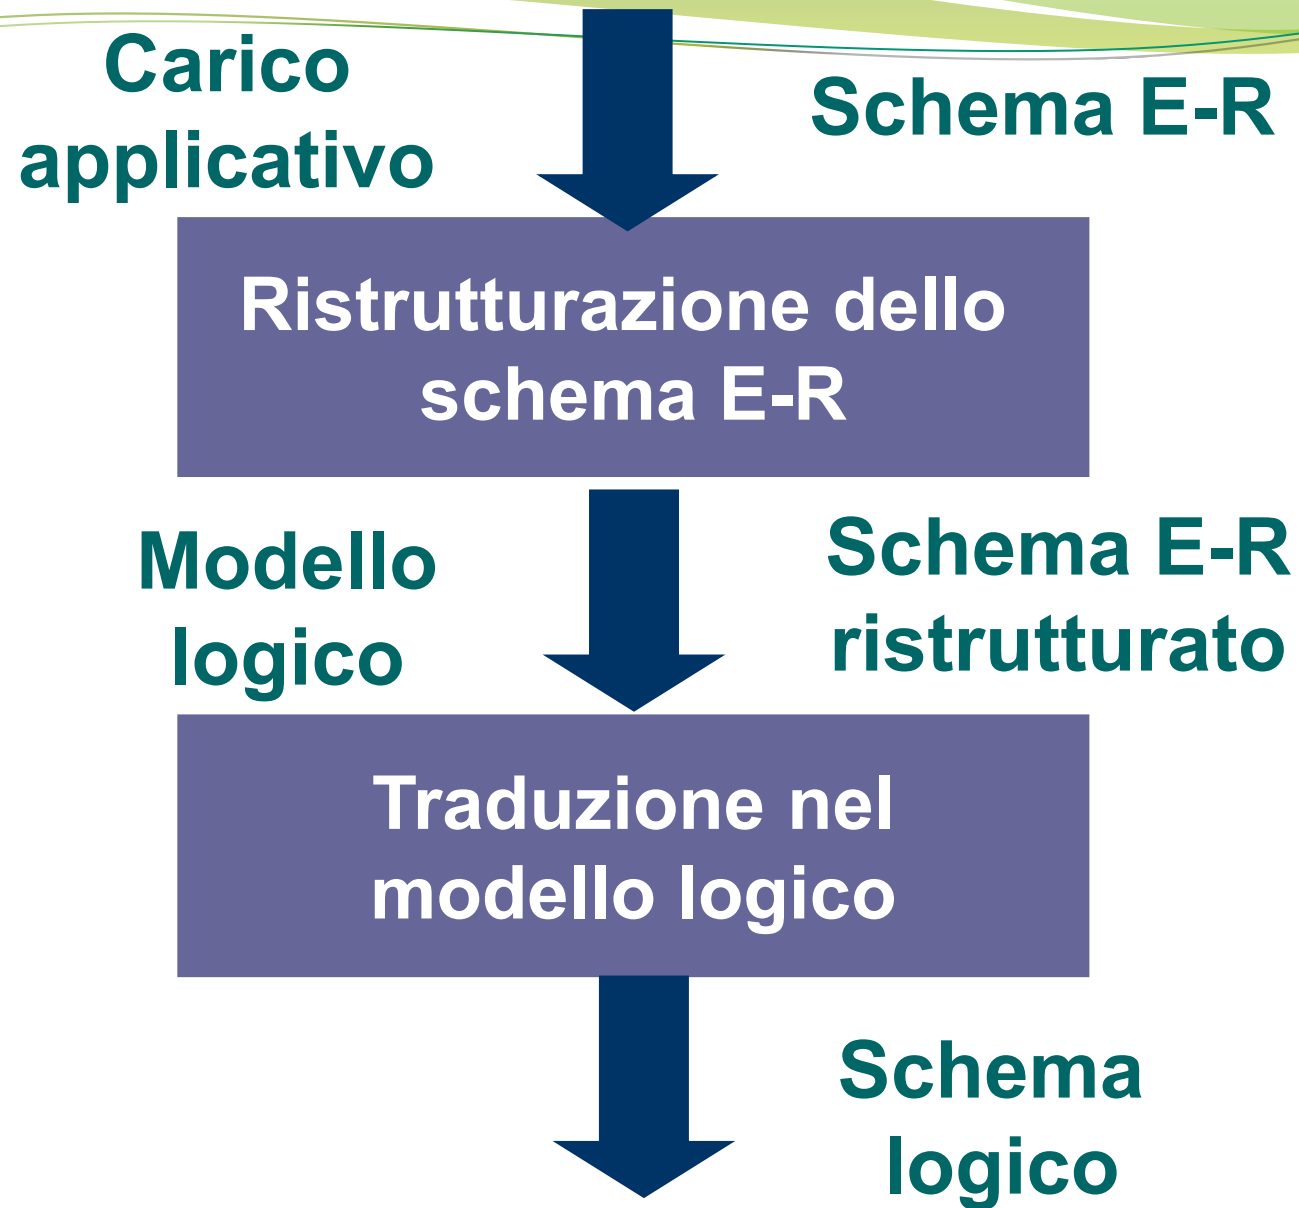 Carico
applicativo
Schema E-R
Ristrutturazione dello
schema E-R
Modello
logico
Schema E-R
ristrutturato
Traduzione nel
modello logico
Schema
logico